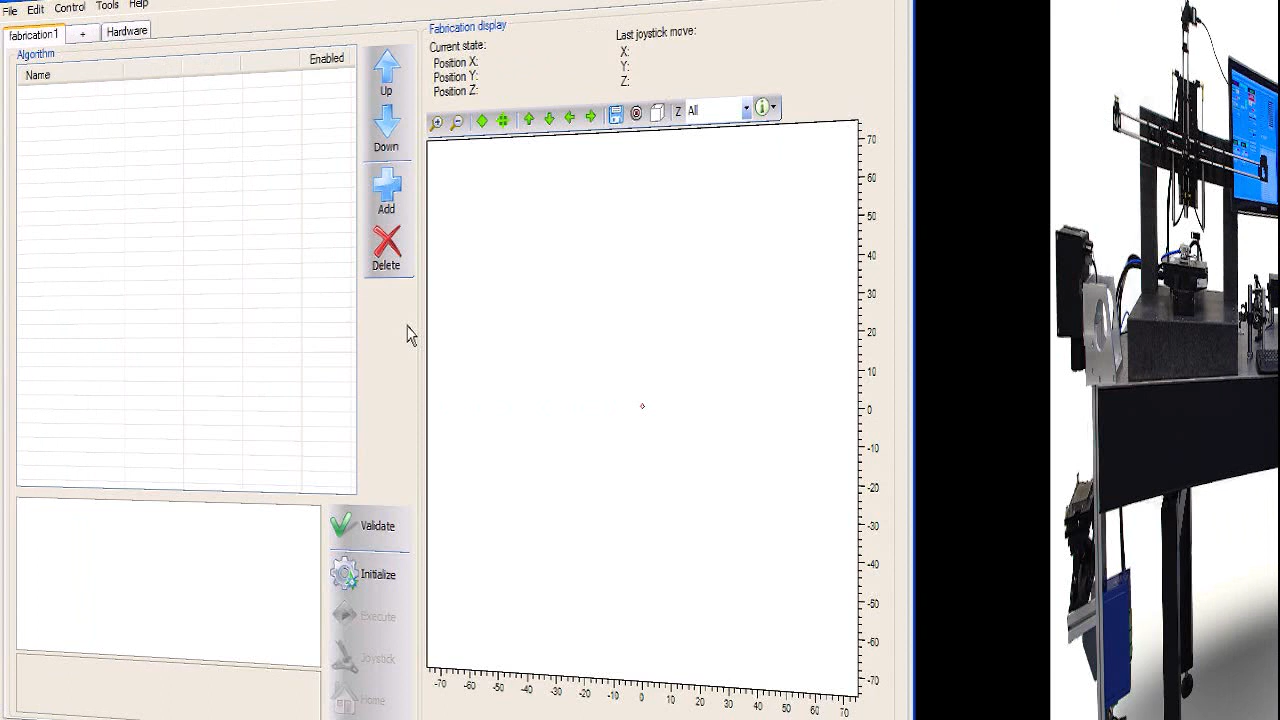 File Edit Control Tools Help
fabrication1 + Hardware
Algorithm
Name Enabled
Up
Down
Add
Delete
Validate
Initialize
Execute
Joystick
Home
Fabrication display
Current state:
Position X:
Position Y:
Position Z:
Last joystick move:
X:
Y:
Z:
Z All
70
60
50
40
30
20
10
0
-10
-20
-30
-40
-50
-60
-70
-70 -60 -50 -40 -30 -20 -10 0 10 20 30 40 50 60 70